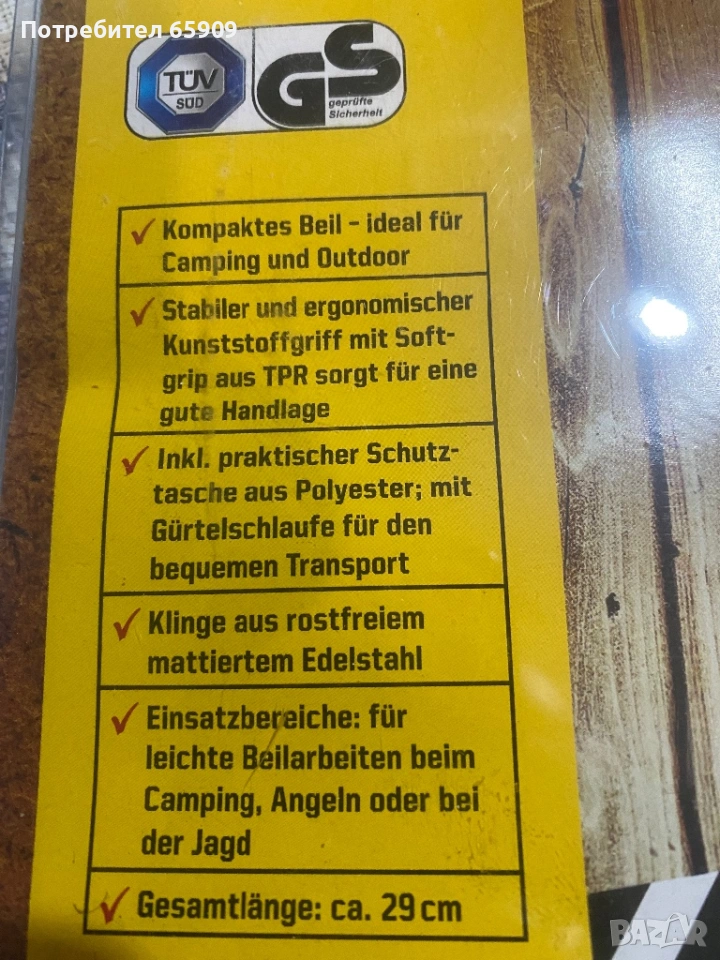 Потребител 65909
TÜV
SÜD
GS
geprüfte
Sicherheit
Kompaktes Beil - ideal für
Camping und Outdoor
Stabiler und ergonomischer
Kunststoffgriff mit Soft-
grip aus TPR sorgt für eine
gute Handlage
Inkl. praktischer Schutz-
tasche aus Polyester; mit
Gürtelschlaufe für den
bequemen Transport
Klinge aus rostfreiem
mattiertem Edelstahl
Einsatzbereiche: für
leichte Beilarbeiten beim
Camping, Angeln oder bei
der Jagd
Gesamtlänge: ca. 29 cm
BAZAR